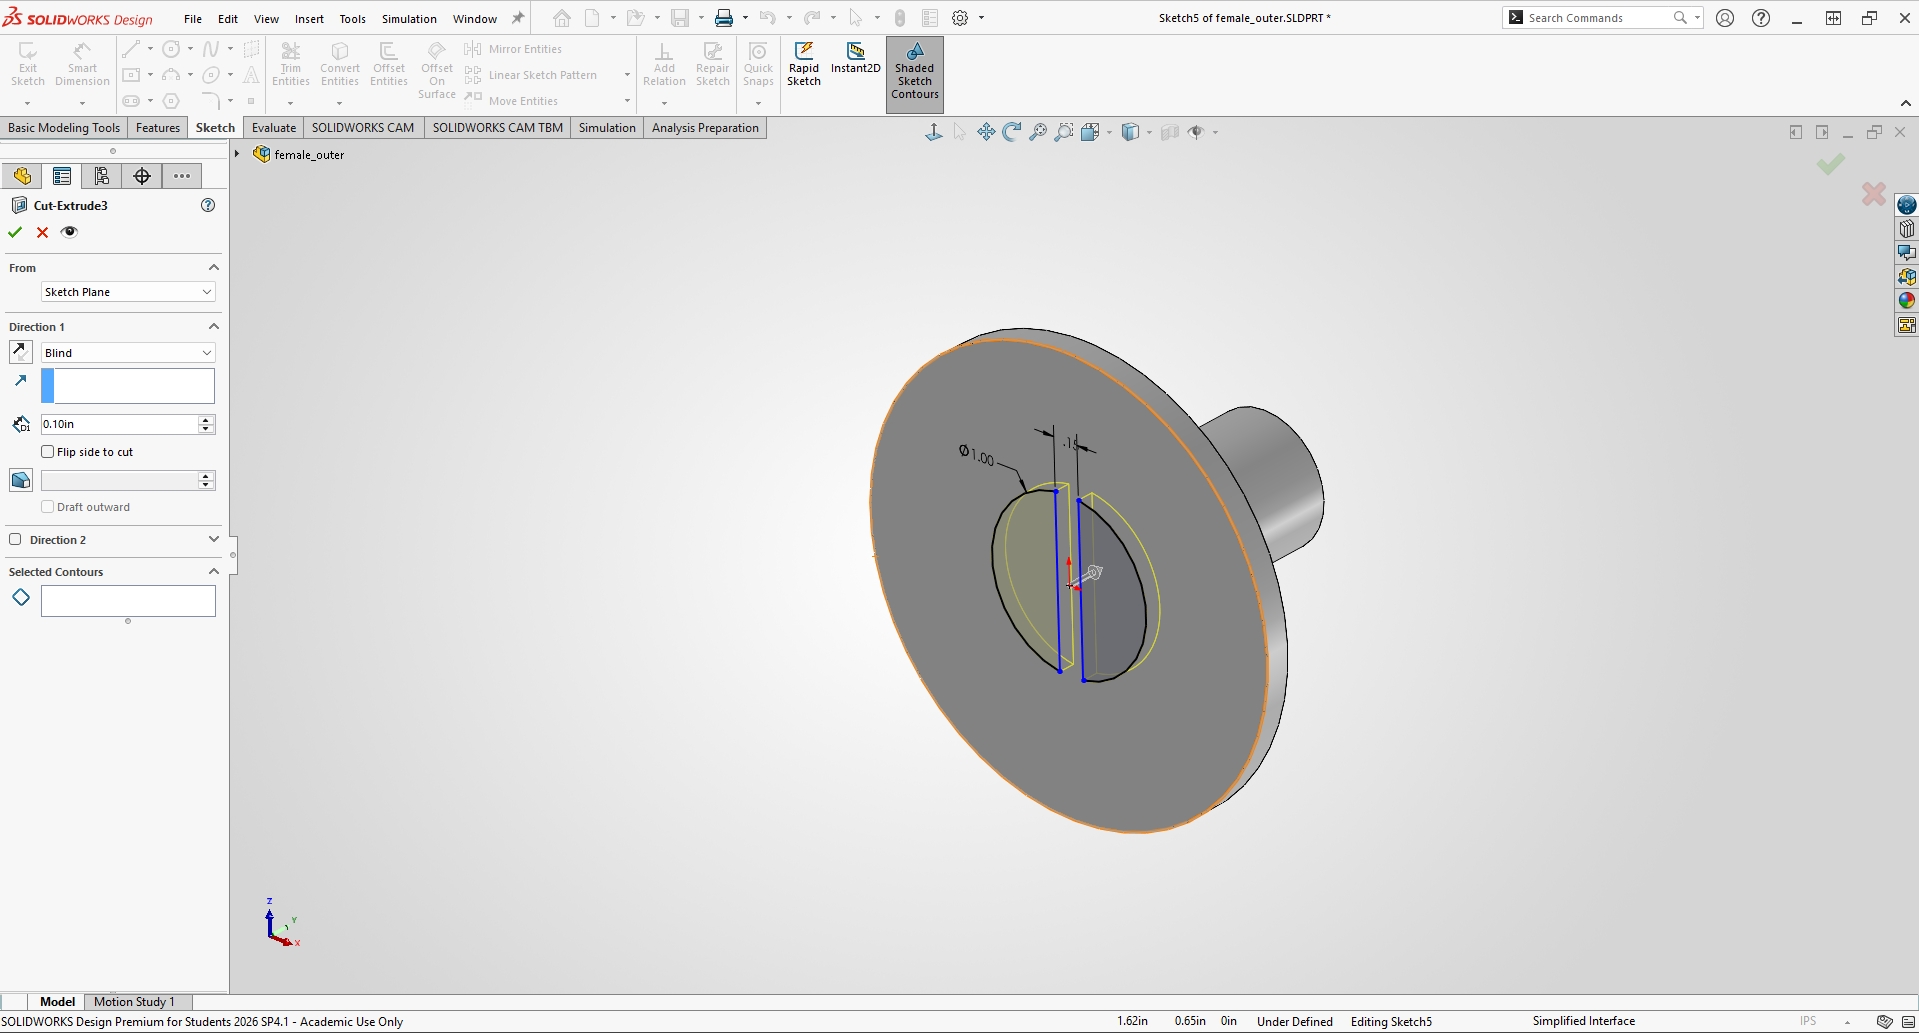 SOLIDWORKS Design
File Edit View Insert Tools Simulation Window
Sketch5 of female_outer.SLDPRT *
Search Commands
Exit Sketch
Smart Dimension
Trim Entities
Convert Entities
Offset Entities
Offset On Surface
Mirror Entities
Linear Sketch Pattern
Move Entities
Add Relation
Repair Sketch
Quick Snaps
Rapid Sketch
Instant2D
Shaded Sketch Contours
Basic Modeling Tools Features Sketch Evaluate SOLIDWORKS CAM SOLIDWORKS CAM TBM Simulation Analysis Preparation
female_outer
Cut-Extrude3
From
Sketch Plane
Direction 1
Blind
D1
0.10in
Flip side to cut
Draft outward
Direction 2
Selected Contours
Ø1.00
Z
Y
X
Model Motion Study 1
SOLIDWORKS Design Premium for Students 2026 SP4.1 - Academic Use Only
1.62in 0.65in 0in Under Defined Editing Sketch5 Simplified Interface IPS